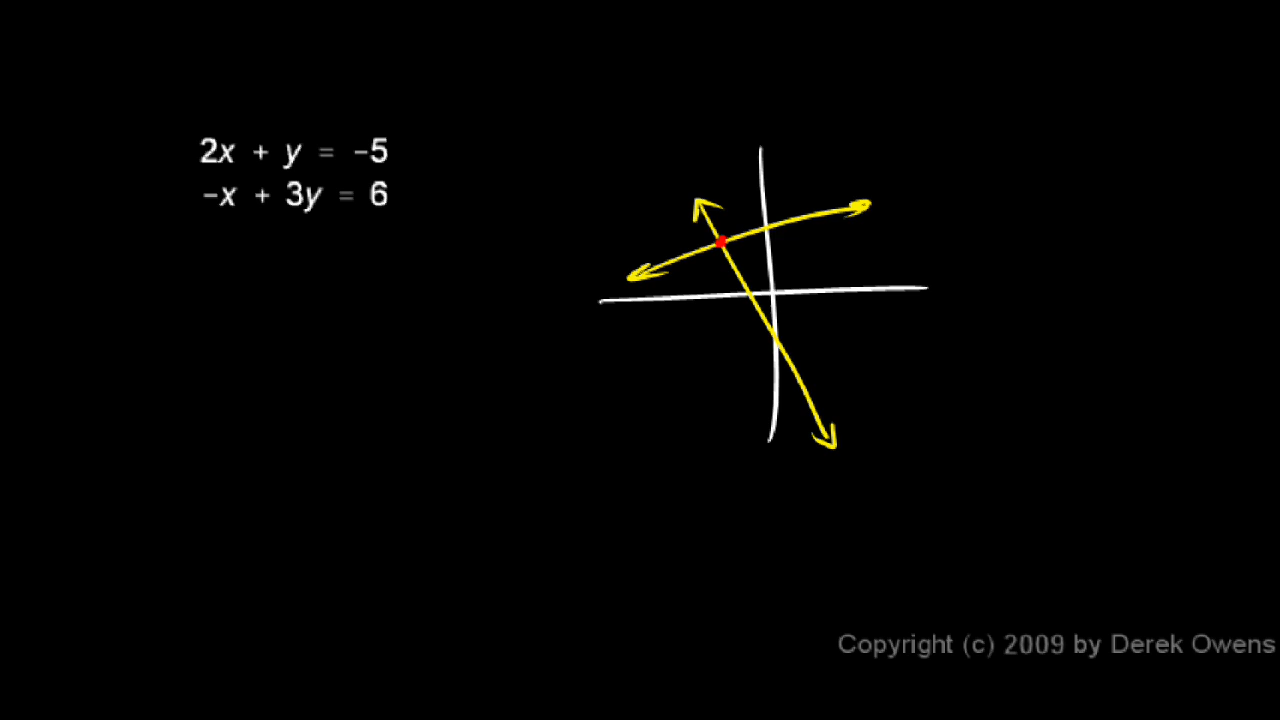 2x + y = -5
-x + 3y = 6
Copyright (c) 2009 by Derek Owens